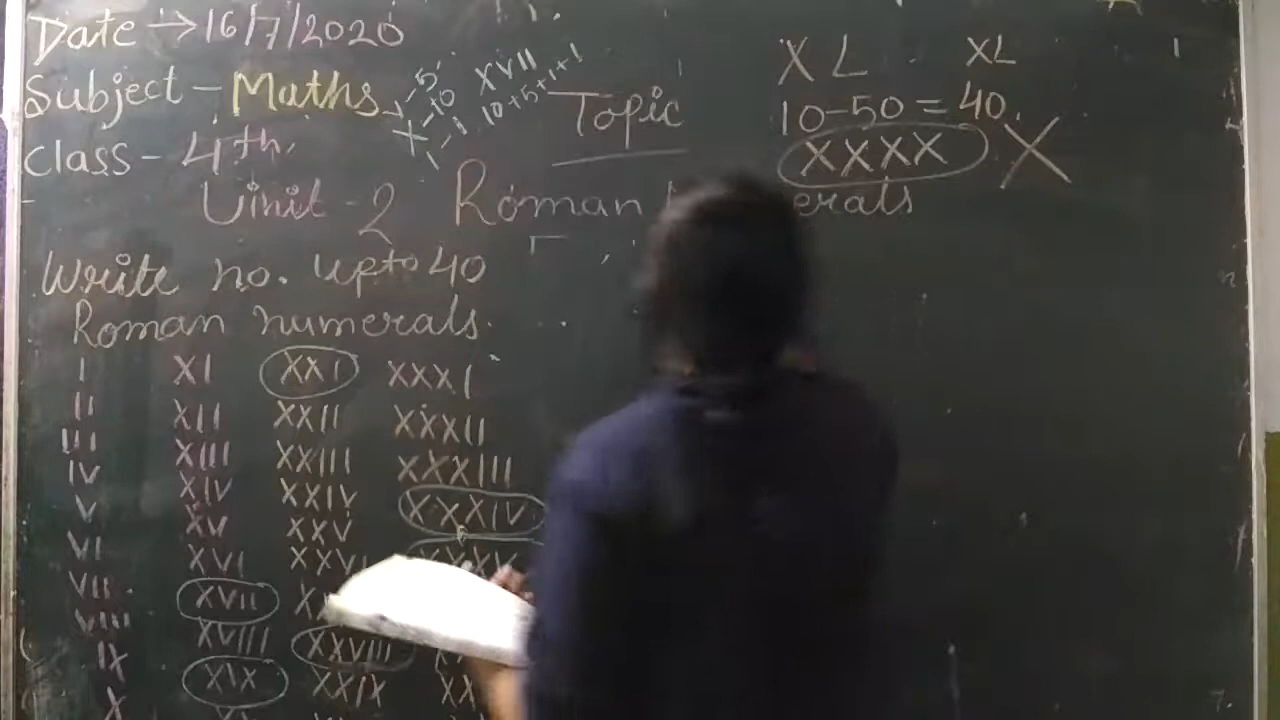 Date → 16/7/2020
Subject - Maths
Class - 4th.
V - 5
X - 10
I - 1
XVII
10+5+1+1
Topic
XL XL
10-50 = 40.
XXXX X
Unit - 2 Roman erals
Write no. upto 40
Roman numerals.
I XI XXI XXXI
II XII XXII XXXII
III XIII XXIII XXXIII
IV XIV XXIV XXXIV
V XV XXV XXXV
VI XVI XXVI
VII XVII
VIII XVIII XXVIII
IX XIX XXIX
X